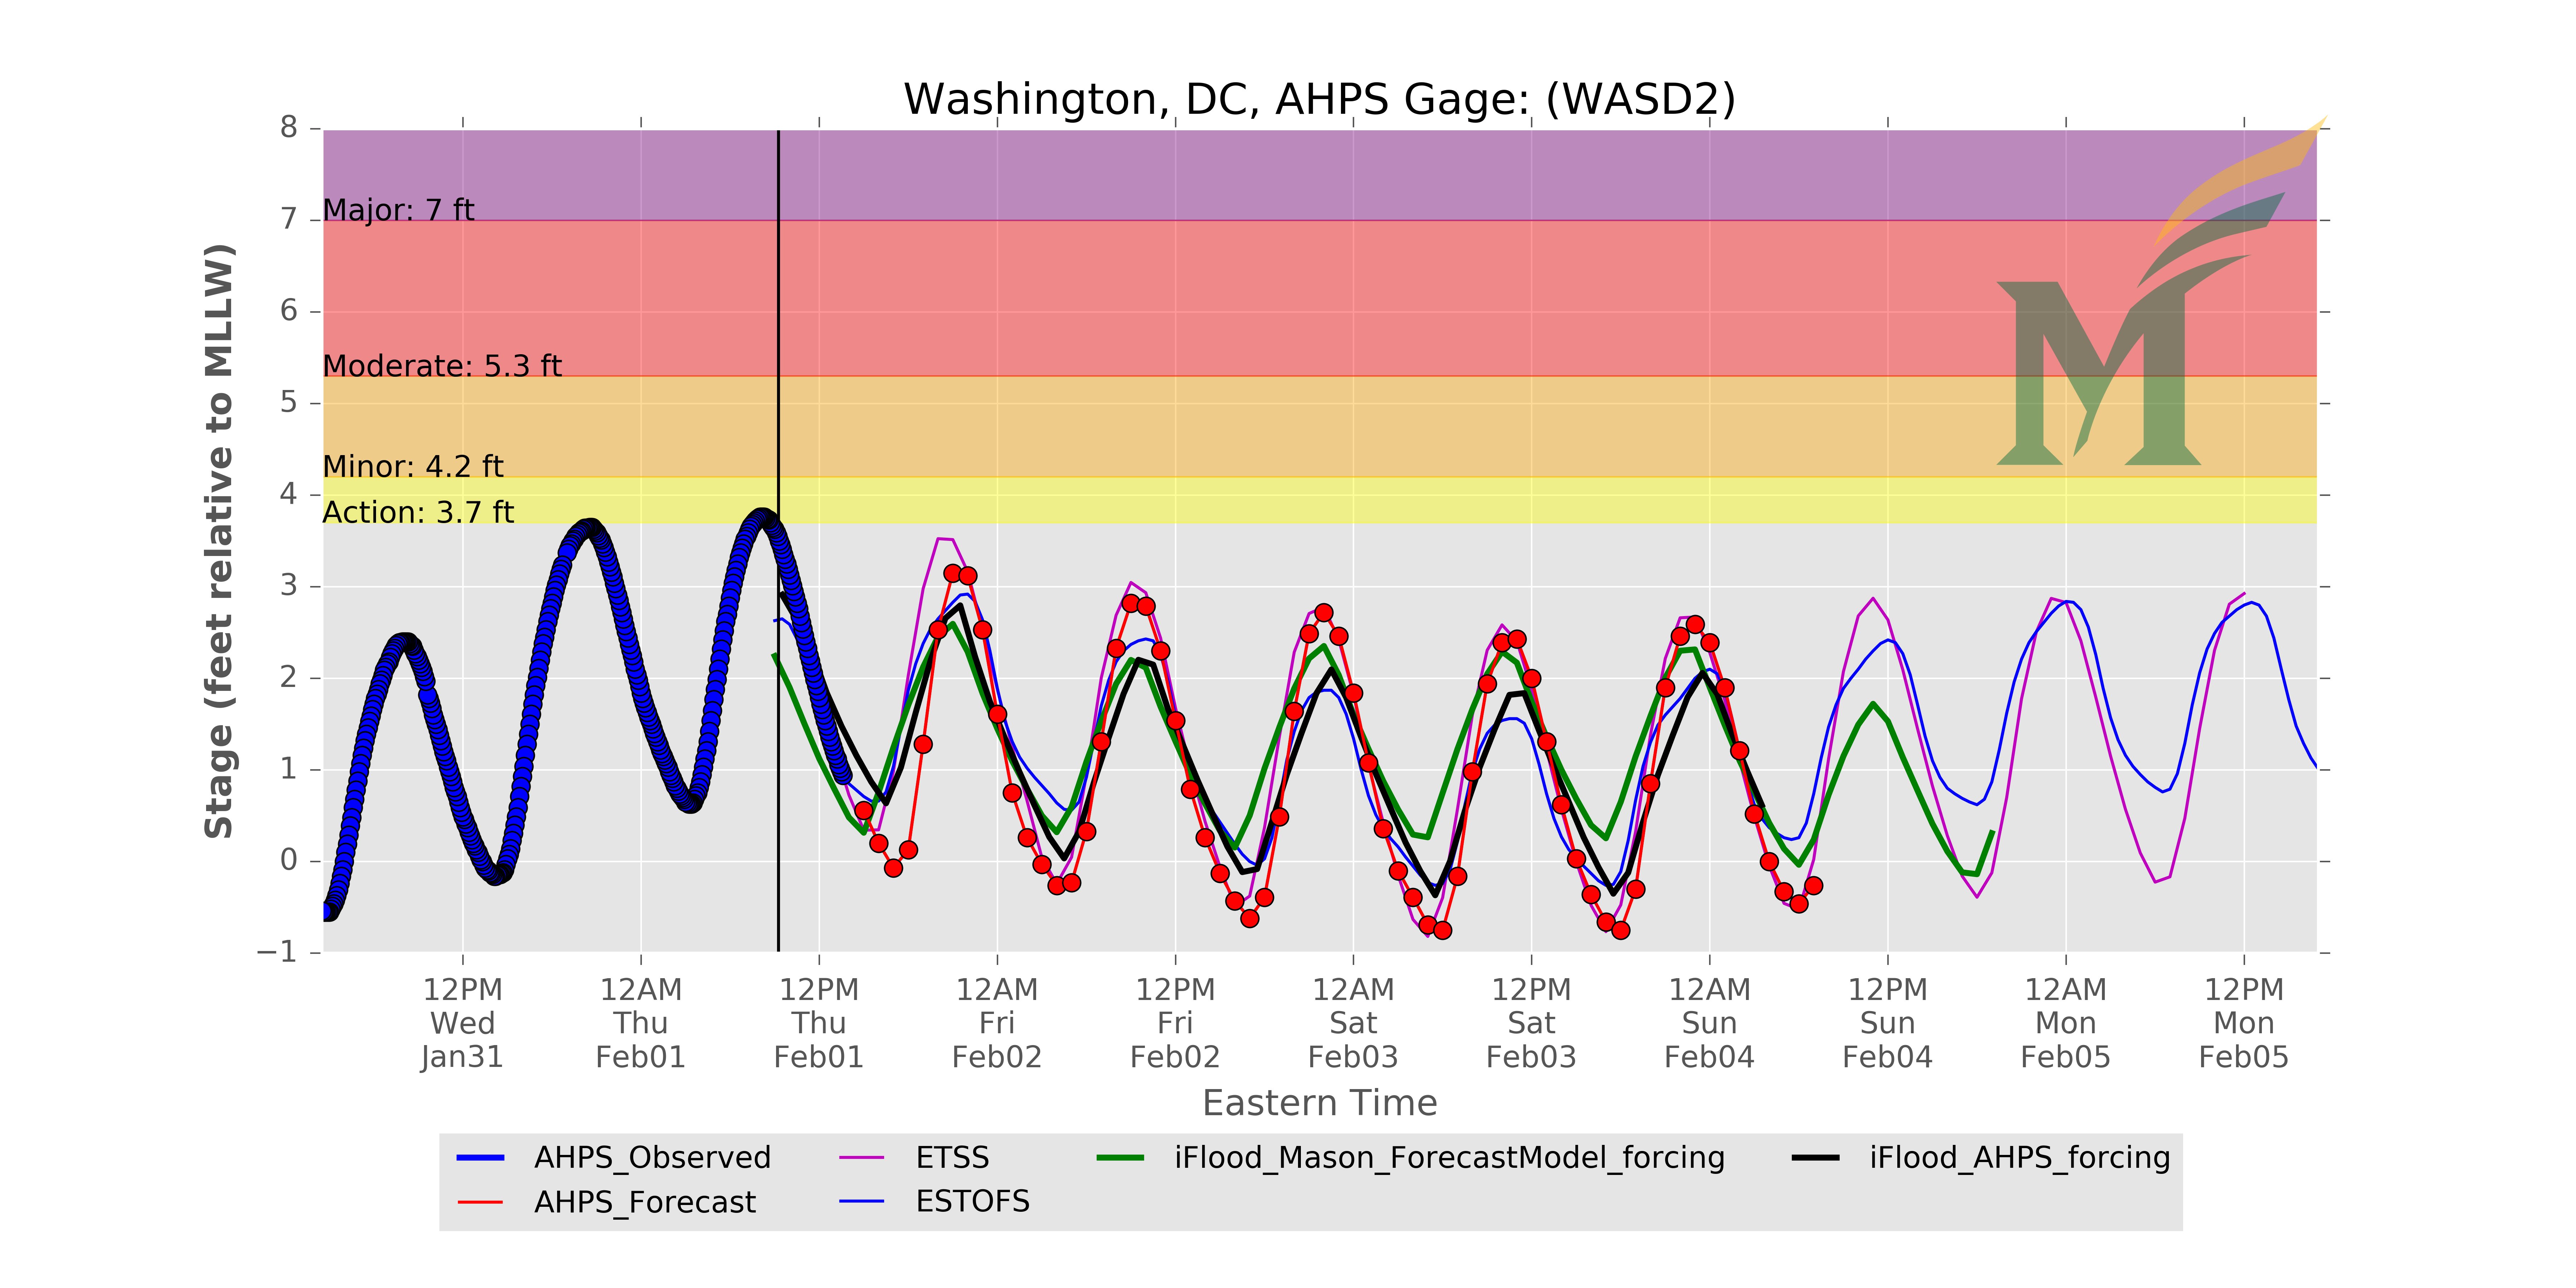 Washington, DC, AHPS Gage: (WASD2)
Stage (feet relative to MLLW)
8
7
6
5
4
3
2
1
0
−1
Major: 7 ft
Moderate: 5.3 ft
Minor: 4.2 ft
Action: 3.7 ft
12PM
Wed
Jan31
12AM
Thu
Feb01
12PM
Thu
Feb01
12AM
Fri
Feb02
12PM
Fri
Feb02
12AM
Sat
Feb03
12PM
Sat
Feb03
12AM
Sun
Feb04
12PM
Sun
Feb04
12AM
Mon
Feb05
12PM
Mon
Feb05
Eastern Time
AHPS_Observed
AHPS_Forecast
ETSS
ESTOFS
iFlood_Mason_ForecastModel_forcing
iFlood_AHPS_forcing
M